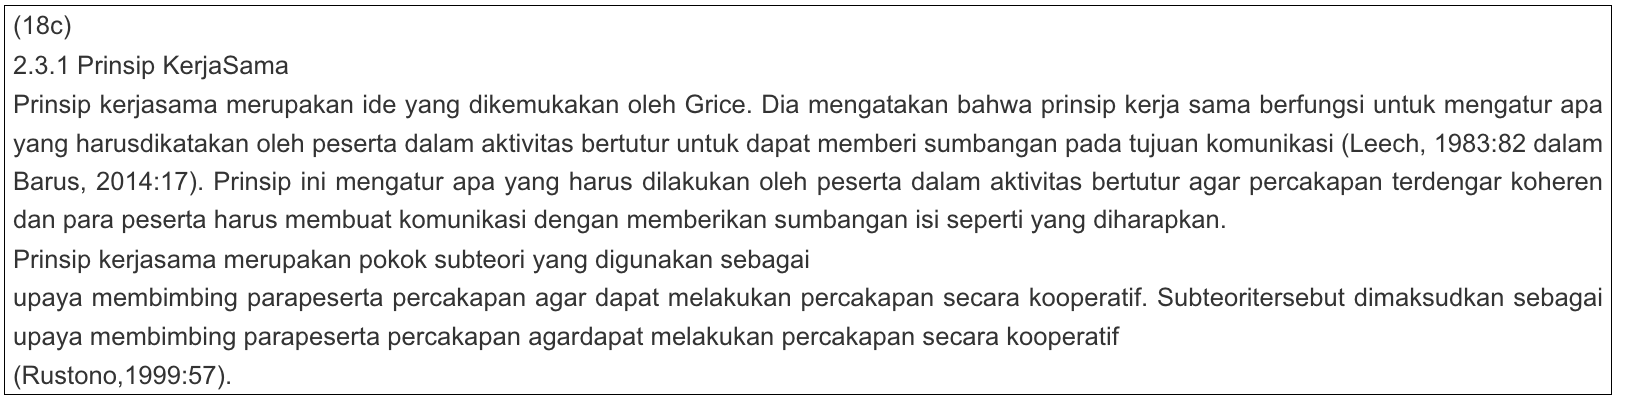 (18c)
2.3.1 Prinsip KerjaSama
Prinsip kerjasama merupakan ide yang dikemukakan oleh Grice. Dia mengatakan bahwa prinsip kerja sama berfungsi untuk mengatur apa
yang harusdikatakan oleh peserta dalam aktivitas bertutur untuk dapat memberi sumbangan pada tujuan komunikasi (Leech, 1983:82 dalam
Barus, 2014:17). Prinsip ini mengatur apa yang harus dilakukan oleh peserta dalam aktivitas bertutur agar percakapan terdengar koheren
dan para peserta harus membuat komunikasi dengan memberikan sumbangan isi seperti yang diharapkan.
Prinsip kerjasama merupakan pokok subteori yang digunakan sebagai
upaya membimbing parapeserta percakapan agar dapat melakukan percakapan secara kooperatif. Subteoritersebut dimaksudkan sebagai
upaya membimbing parapeserta percakapan agardapat melakukan percakapan secara kooperatif
(Rustono,1999:57).